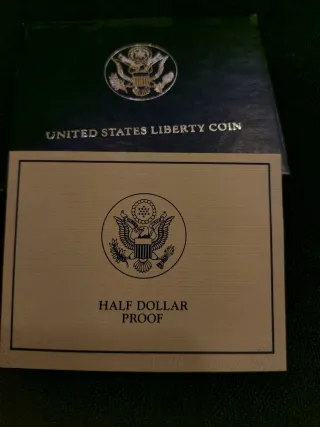 UNITED STATES LIBERTY COIN
HALF DOLLAR
PROOF